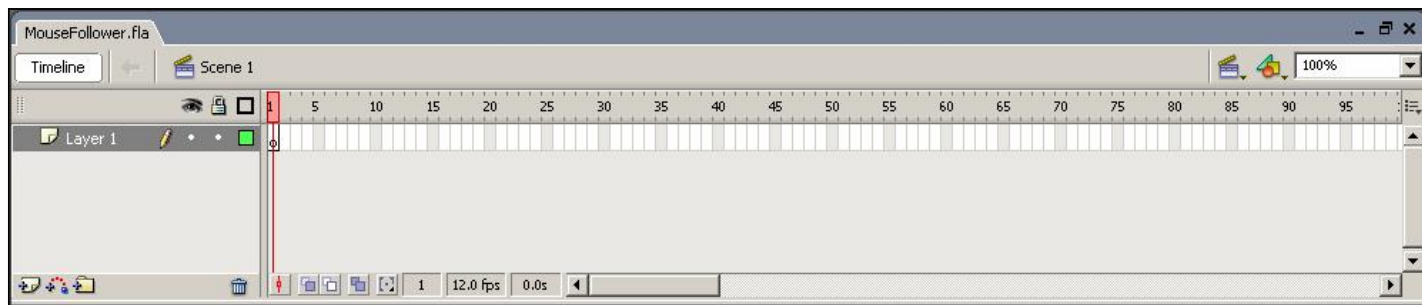 MouseFollower.fla
Timeline Scene 1 100%
1 5 10 15 20 25 30 35 40 45 50 55 60 65 70 75 80 85 90 95
Layer 1
1 12.0 fps 0.0s